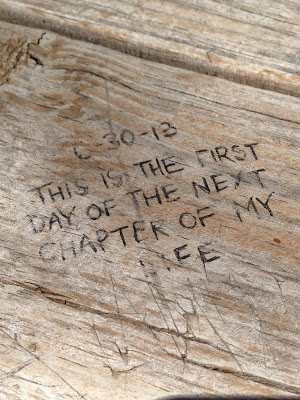 6-30-13
THIS IS THE FIRST
DAY OF THE NEXT
CHAPTER OF MY
LIFE